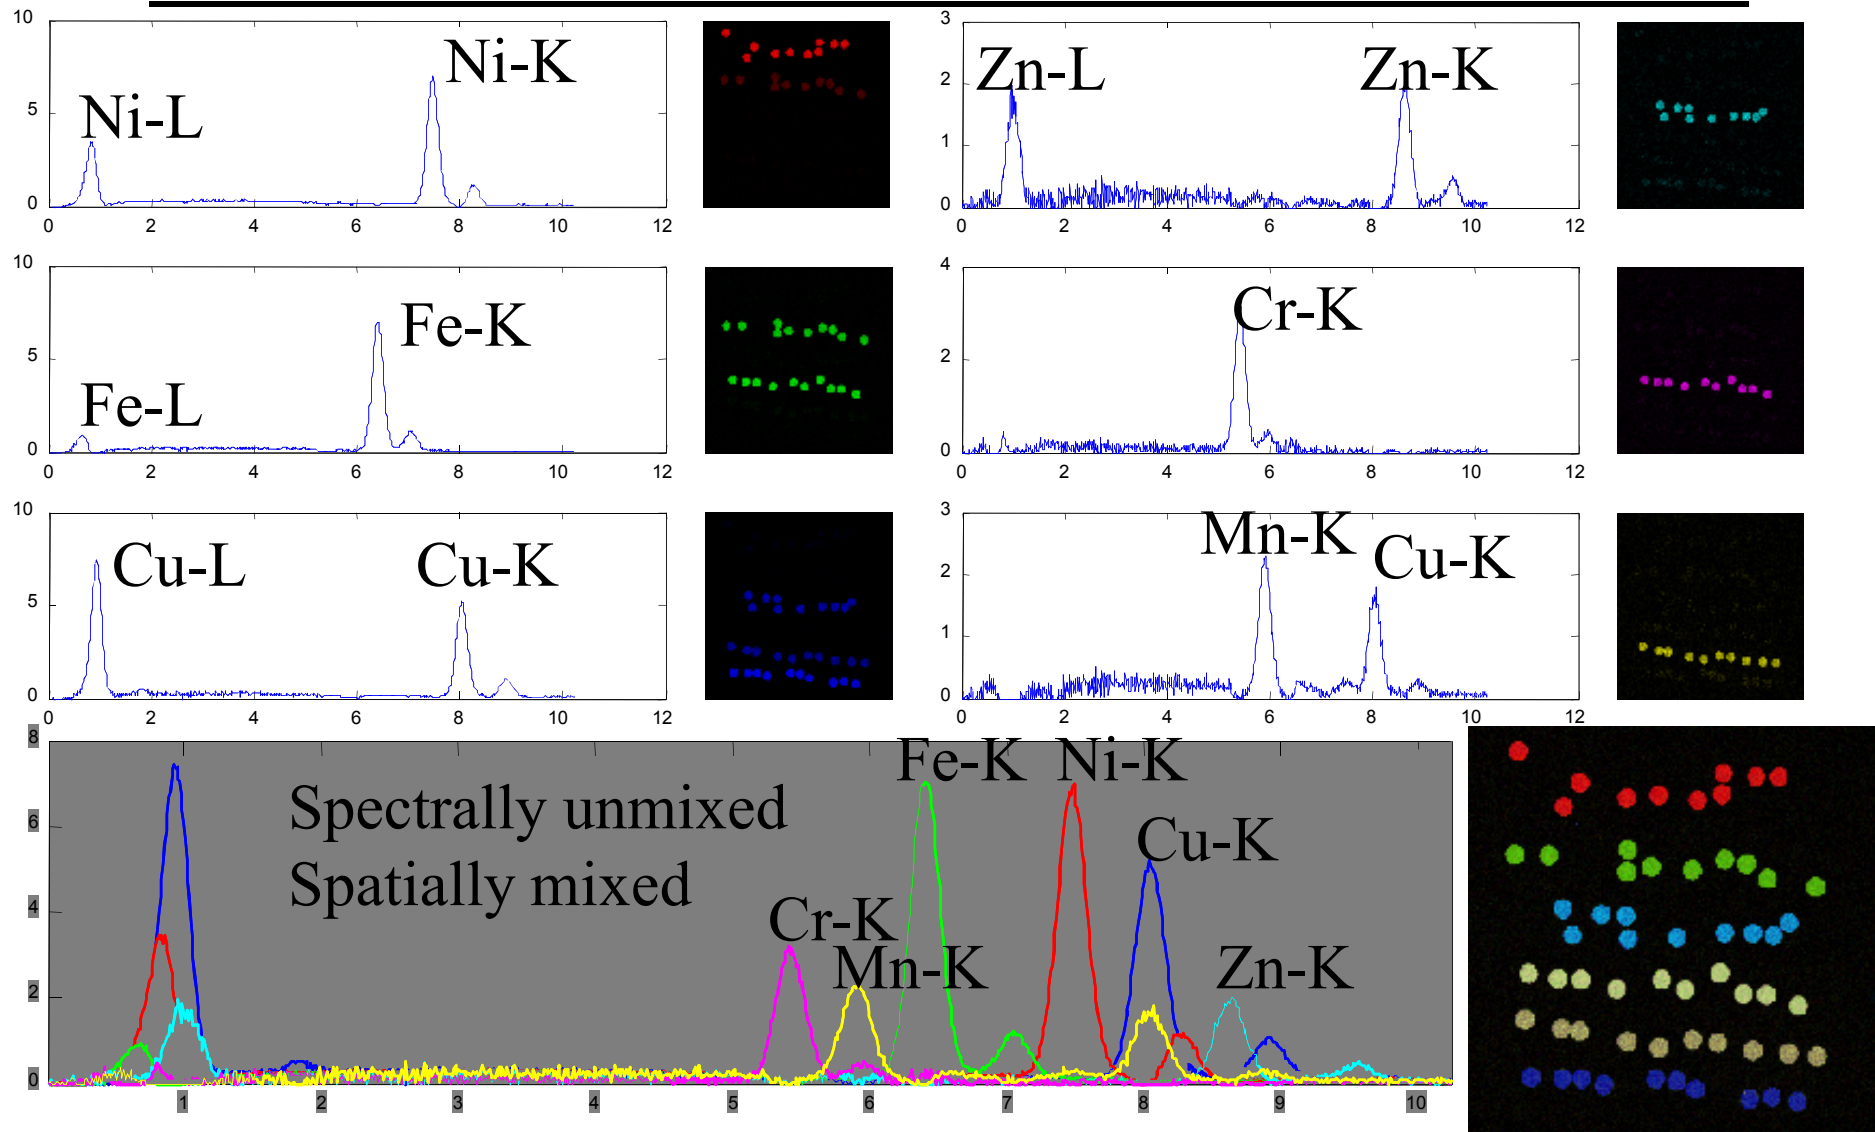 10
5
0
0 2 4 6 8 10 12
Ni-L
Ni-K
3
2
1
0
0 2 4 6 8 10 12
Zn-L
Zn-K
10
5
0
0 2 4 6 8 10 12
Fe-L
Fe-K
4
2
0
0 2 4 6 8 10 12
Cr-K
10
5
0
0 2 4 6 8 10 12
Cu-L
Cu-K
3
2
1
0
0 2 4 6 8 10 12
Mn-K
Cu-K
8
6
4
2
0
1 2 3 4 5 6 7 8 9 10
Spectrally unmixed
Spatially mixed
Fe-K
Ni-K
Cu-K
Cr-K
Mn-K
Zn-K